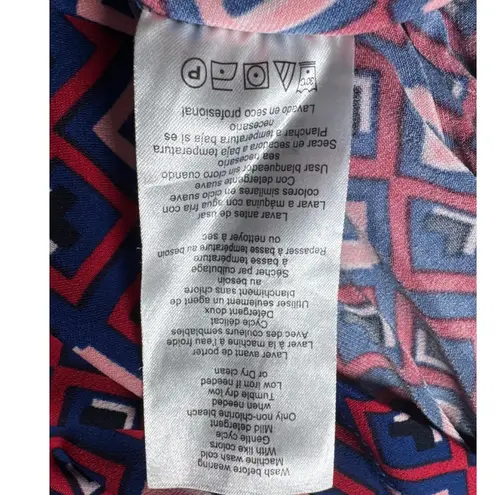 Wash before wearing
Machine wash cold
With like colors
Gentle cycle
Mild detergent
Only non-chlorine bleach
when needed
Tumble dry low
Low iron if needed
or Dry clean
Laver avant de porter
Laver à la machine à l'eau froide
Avec des couleurs semblables
Cycle délicat
Détergent doux
Utiliser seulement un agent de
blanchiment sans chlore
au besoin
Sécher par culbutage
à basse température
Repasser à basse température au besoin
ou nettoyer à sec
Lavar antes de usar
Lavar a máquina con agua fria con
colores similares en ciclo suave
Con detergente suave
Usar blanqueador sin cloro cuando
sea necesario
Secar en secadora a baja temperatura
Planchar a temperatura baja si es
necesario
Lavado en seco profesional
30°C
P